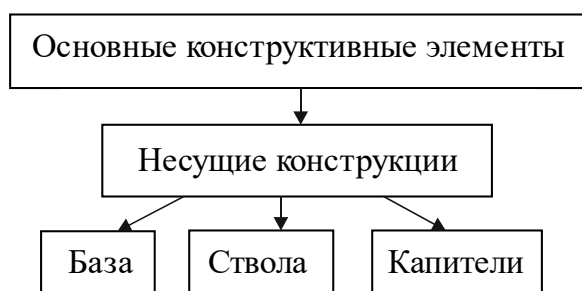 Основные конструктивные элементы
Несущие конструкции
База
Ствола
Капители